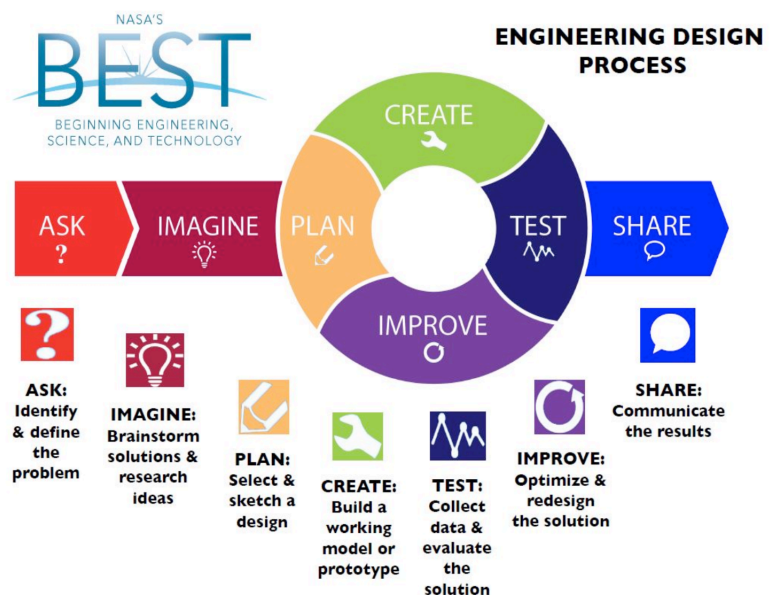 NASA'S
BEST
BEGINNING ENGINEERING,
SCIENCE, AND TECHNOLOGY
ENGINEERING DESIGN
PROCESS
ASK
?
IMAGINE
PLAN
CREATE
TEST
IMPROVE
SHARE
?
ASK:
Identify
& define
the
problem
IMAGINE:
Brainstorm
solutions &
research
ideas
PLAN:
Select &
sketch a
design
CREATE:
Build a
working
model or
prototype
TEST:
Collect
data &
evaluate
the
solution
IMPROVE:
Optimize &
redesign
the solution
SHARE:
Communicate
the results